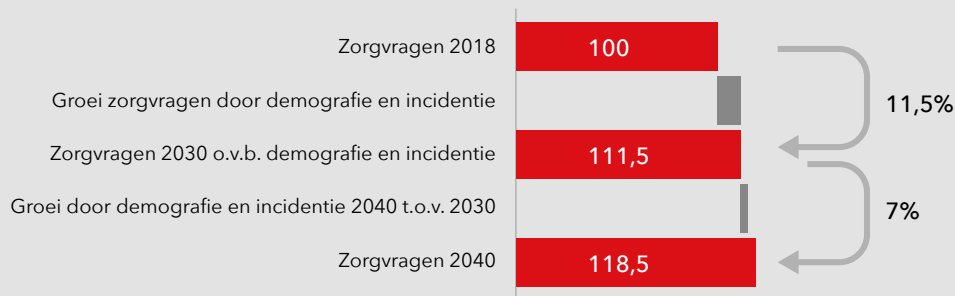 Zorgvragen 2018
100
Groei zorgvragen door demografie en incidentie
11,5%
Zorgvragen 2030 o.v.b. demografie en incidentie
111,5
Groei door demografie en incidentie 2040 t.o.v. 2030
7%
Zorgvragen 2040
118,5